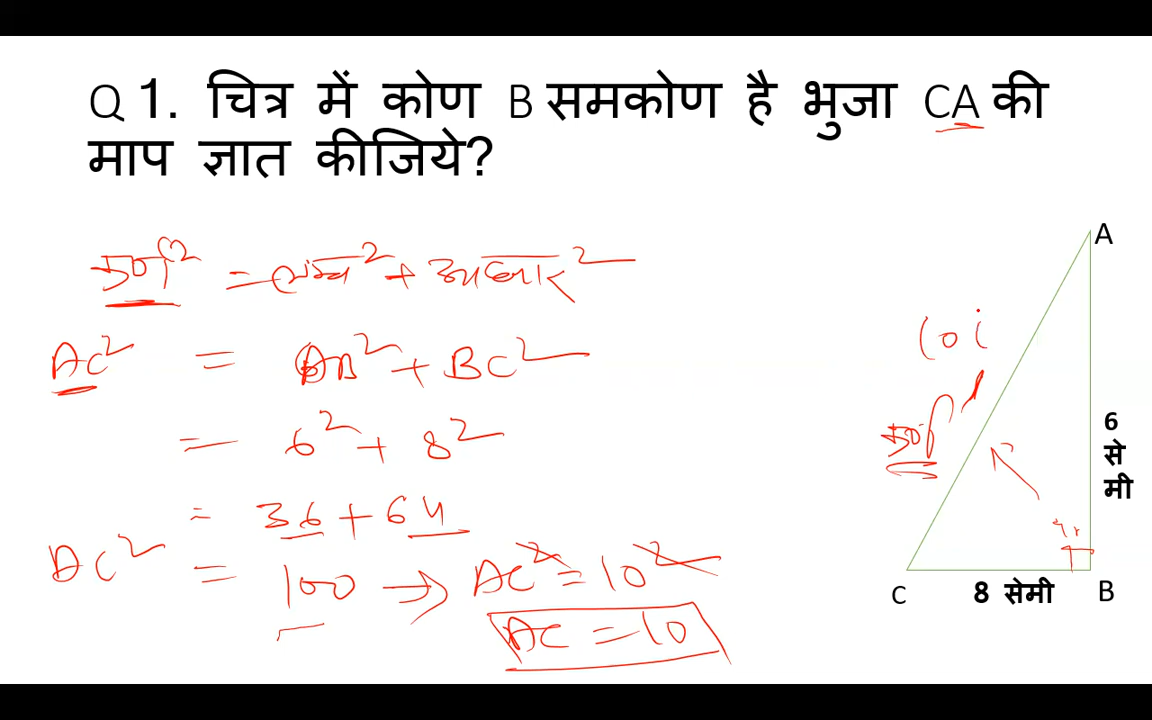 Q 1. चित्र में कोण B समकोण है भुजा CA की
माप ज्ञात कीजिये?
कर्ण² = लम्ब² + आधार²
AC² = AB² + BC²
= 6² + 8²
= 36 + 64
AC² = 100 → AC² = 10²
AC = 10
A
कर्ण
6
से
मी
C
8 सेमी
B